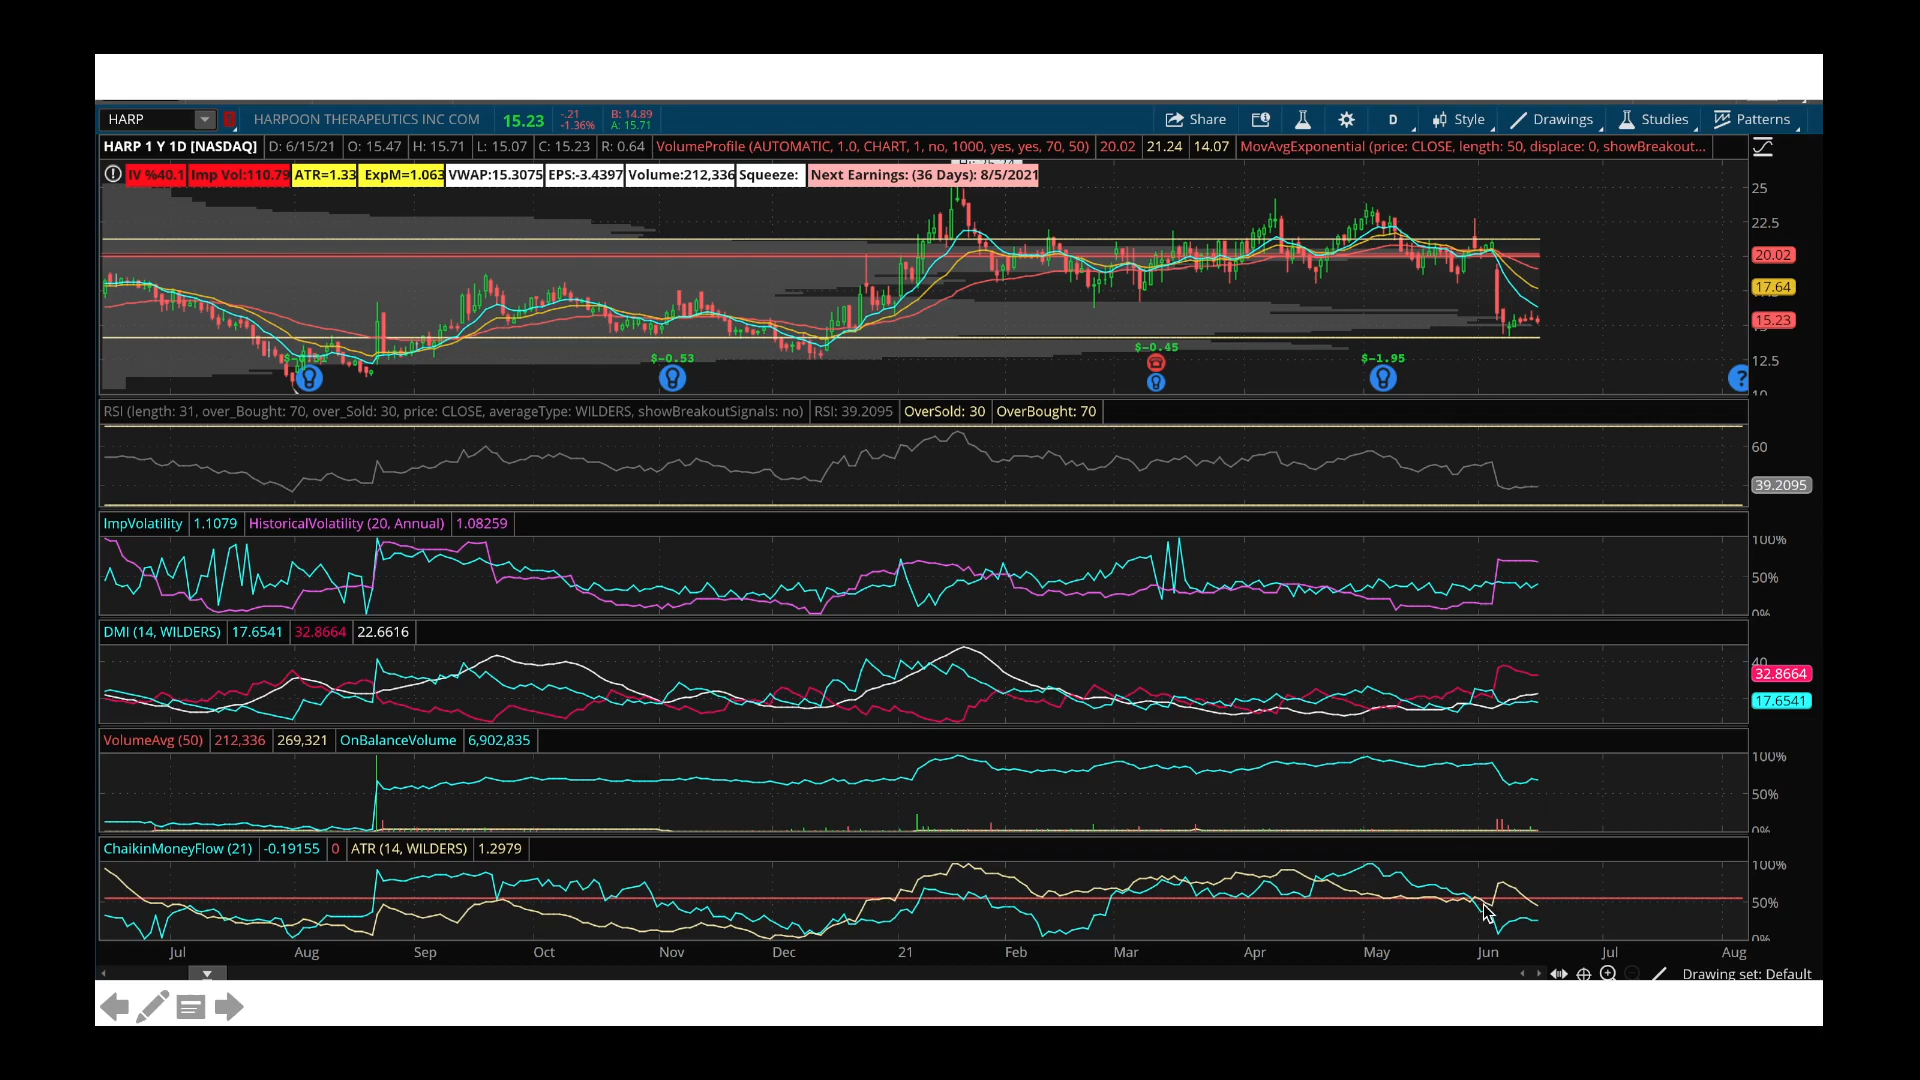 HARP HARPOON THERAPEUTICS INC COM 15.23 -.21 -1.36% B: 14.89 A: 15.71 Share D Style Drawings Studies Patterns
HARP 1 Y 1D [NASDAQ] D: 6/15/21 O: 15.47 H: 15.71 L: 15.07 C: 15.23 R: 0.64 VolumeProfile (AUTOMATIC, 1.0, CHART, 1, no, 1000, yes, yes, 70, 50) 20.02 21.24 14.07 MovAvgExponential (price: CLOSE, length: 50, displace: 0, showBreakout...
IV %40.1 Imp Vol:110.79 ATR=1.33 ExpM=1.063 VWAP:15.3075 EPS:-3.4397 Volume:212,336 Squeeze: Next Earnings: (36 Days): 8/5/2021
25
22.5
20.02
17.64
15.23
12.5
10
$-0.53
$-0.45
$-1.95
?
RSI (length: 31, over_Bought: 70, over_Sold: 30, price: CLOSE, averageType: WILDERS, showBreakoutSignals: no) RSI: 39.2095 OverSold: 30 OverBought: 70
60
39.2095
ImpVolatility 1.1079 HistoricalVolatility (20, Annual) 1.08259
100%
50%
0%
DMI (14, WILDERS) 17.6541 32.8664 22.6616
40
32.8664
17.6541
VolumeAvg (50) 212,336 269,321 OnBalanceVolume 6,902,835
100%
50%
0%
ChaikinMoneyFlow (21) -0.19155 0 ATR (14, WILDERS) 1.2979
100%
50%
0%
Jul Aug Sep Oct Nov Dec 21 Feb Mar Apr May Jun Jul Aug
Drawing set: Default